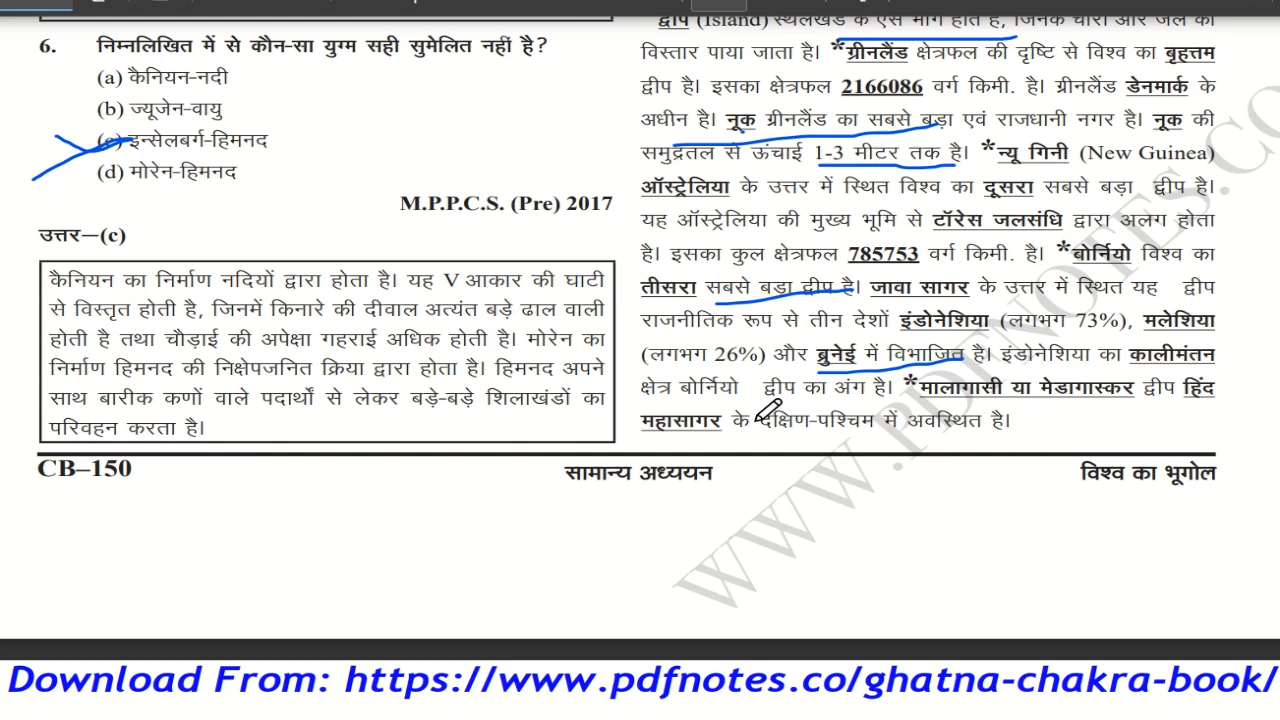 6. निम्नलिखित में से कौन-सा युग्म सही सुमेलित नहीं है?
(a) कैनियन-नदी
(b) ज्यूजेन-वायु
(c) इन्सेलबर्ग-हिमनद
(d) मोरेन-हिमनद
M.P.P.C.S. (Pre) 2017
उत्तर—(c)
कैनियन का निर्माण नदियों द्वारा होता है। यह V आकार की घाटी
से विस्तृत होती है, जिनमें किनारे की दीवाल अत्यंत बड़े ढाल वाली
होती है तथा चौड़ाई की अपेक्षा गहराई अधिक होती है। मोरेन का
निर्माण हिमनद की निक्षेपजनित क्रिया द्वारा होता है। हिमनद अपने
साथ बारीक कणों वाले पदार्थों से लेकर बड़े-बड़े शिलाखंडों का
परिवहन करता है।
द्वीप (Island) स्थलखंड के ऐसे भाग होते हैं, जिनके चारों ओर जल का
विस्तार पाया जाता है। *ग्रीनलैंड क्षेत्रफल की दृष्टि से विश्व का बृहत्तम
द्वीप है। इसका क्षेत्रफल 2166086 वर्ग किमी. है। ग्रीनलैंड डेनमार्क के
अधीन है। नूक ग्रीनलैंड का सबसे बड़ा एवं राजधानी नगर है। नूक की
समुद्रतल से ऊंचाई 1-3 मीटर तक है। *न्यू गिनी (New Guinea)
ऑस्ट्रेलिया के उत्तर में स्थित विश्व का दूसरा सबसे बड़ा द्वीप है।
यह ऑस्ट्रेलिया की मुख्य भूमि से टॉरेस जलसंधि द्वारा अलग होता
है। इसका कुल क्षेत्रफल 785753 वर्ग किमी. है। *बोर्नियो विश्व का
तीसरा सबसे बड़ा द्वीप है। जावा सागर के उत्तर में स्थित यह द्वीप
राजनीतिक रूप से तीन देशों इंडोनेशिया (लगभग 73%), मलेशिया
(लगभग 26%) और ब्रुनेई में विभाजित है। इंडोनेशिया का कालीमंतन
क्षेत्र बोर्नियो द्वीप का अंग है। *मालागासी या मेडागास्कर द्वीप हिंद
महासागर के दक्षिण-पश्चिम में अवस्थित है।
CB–150 सामान्य अध्ययन विश्व का भूगोल
WWW.PDFNOTES.CO
Download From: https://www.pdfnotes.co/ghatna-chakra-book/